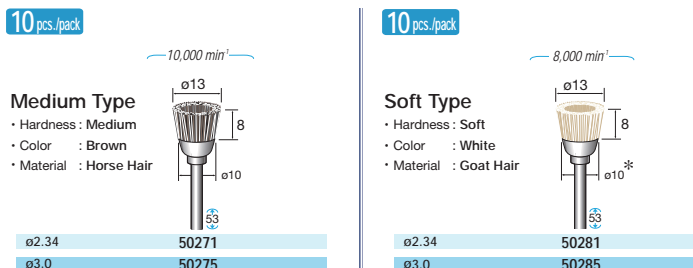 10 pcs./pack
10,000 min⁻¹
ø13
Medium Type
・Hardness : Medium
・Color : Brown
・Material : Horse Hair
8
ø10
53
ø2.34 50271
ø3.0 50275
10 pcs./pack
8,000 min⁻¹
ø13
Soft Type
・Hardness : Soft
・Color : White
・Material : Goat Hair
8
ø10*
53
ø2.34 50281
ø3.0 50285